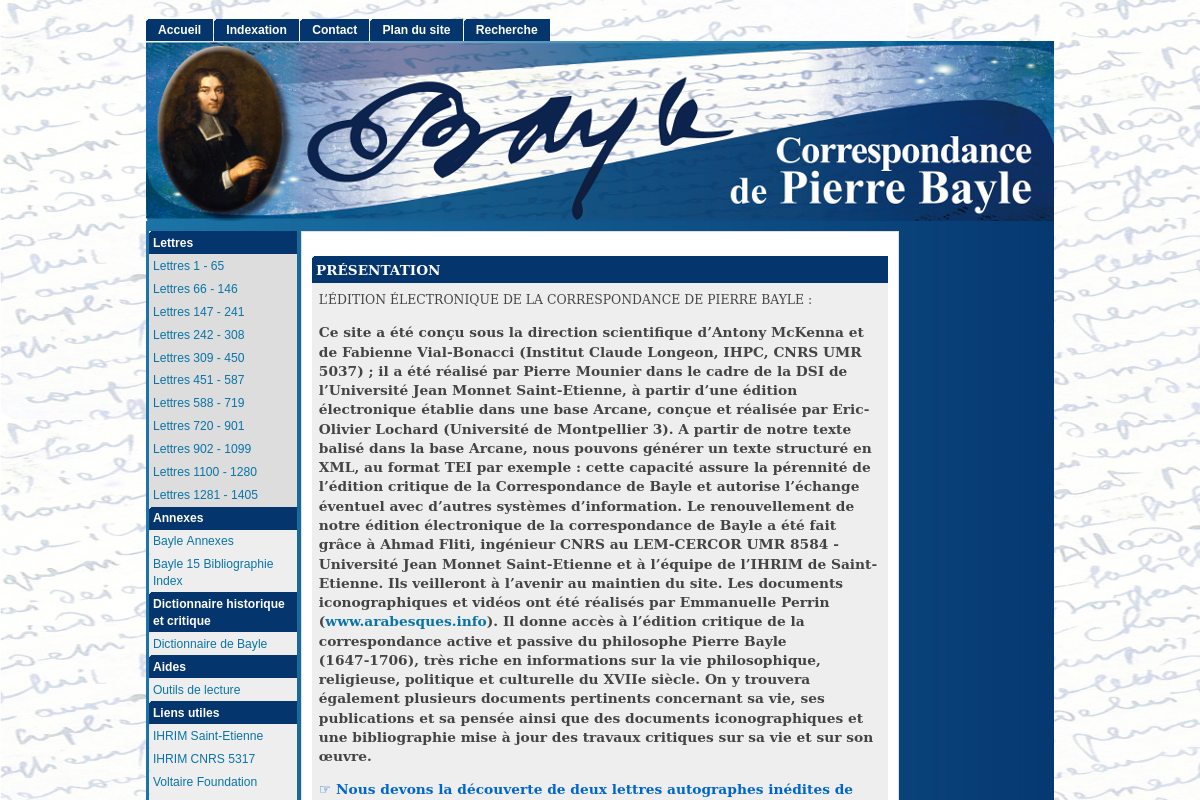 Accueil
Indexation
Contact
Plan du site
Recherche
Bayle
Correspondance
de Pierre Bayle
Lettres
Lettres 1 - 65
Lettres 66 - 146
Lettres 147 - 241
Lettres 242 - 308
Lettres 309 - 450
Lettres 451 - 587
Lettres 588 - 719
Lettres 720 - 901
Lettres 902 - 1099
Lettres 1100 - 1280
Lettres 1281 - 1405
Annexes
Bayle Annexes
Bayle 15 Bibliographie
Index
Dictionnaire historique
et critique
Dictionnaire de Bayle
Aides
Outils de lecture
Liens utiles
IHRIM Saint-Etienne
IHRIM CNRS 5317
Voltaire Foundation
PRÉSENTATION
L’ÉDITION ÉLECTRONIQUE DE LA CORRESPONDANCE DE PIERRE BAYLE :
Ce site a été conçu sous la direction scientifique d’Antony McKenna et
de Fabienne Vial-Bonacci (Institut Claude Longeon, IHPC, CNRS UMR
5037) ; il a été réalisé par Pierre Mounier dans le cadre de la DSI de
l’Université Jean Monnet Saint-Etienne, à partir d’une édition
électronique établie dans une base Arcane, conçue et réalisée par Eric-
Olivier Lochard (Université de Montpellier 3). A partir de notre texte
balisé dans la base Arcane, nous pouvons générer un texte structuré en
XML, au format TEI par exemple : cette capacité assure la pérennité de
l’édition critique de la Correspondance de Bayle et autorise l’échange
éventuel avec d’autres systèmes d’information. Le renouvellement de
notre édition électronique de la correspondance de Bayle a été fait
grâce à Ahmad Fliti, ingénieur CNRS au LEM-CERCOR UMR 8584 -
Université Jean Monnet Saint-Etienne et à l’équipe de l’IHRIM de Saint-
Etienne. Ils veilleront à l’avenir au maintien du site. Les documents
iconographiques et vidéos ont été réalisés par Emmanuelle Perrin
(www.arabesques.info). Il donne accès à l’édition critique de la
correspondance active et passive du philosophe Pierre Bayle
(1647-1706), très riche en informations sur la vie philosophique,
religieuse, politique et culturelle du XVIIe siècle. On y trouvera
également plusieurs documents pertinents concernant sa vie, ses
publications et sa pensée ainsi que des documents iconographiques et
une bibliographie mise à jour des travaux critiques sur sa vie et sur son
œuvre.
☞ Nous devons la découverte de deux lettres autographes inédites de